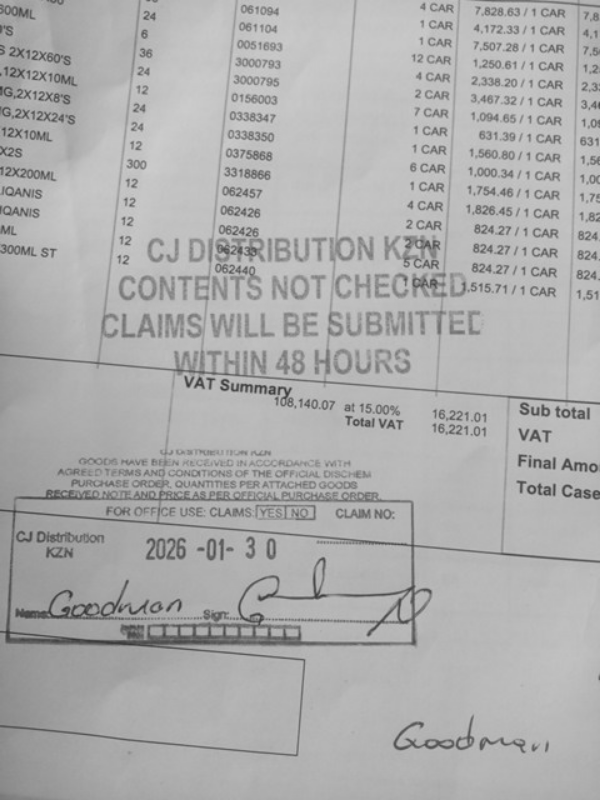 061094 1 CAR 4,172.33 / 1 CAR
600ML 24 061104 1 CAR 7,507.28 / 1 CAR
'S 6 0051693 12 CAR 1,250.61 / 1 CAR
S 2X12X60'S 36 3000793 4 CAR 2,338.20 / 1 CAR
,12X12X10ML 24 3000795 2 CAR 3,467.32 / 1 CAR
G,2X12X8'S 12 0156003 7 CAR 1,094.65 / 1 CAR
G,2X12X24'S 24 0338347 1 CAR 631.39 / 1 CAR
12X10ML 24 0338350 1 CAR 1,560.80 / 1 CAR
X2S 12 0375868 6 CAR 1,000.34 / 1 CAR
12X200ML 300 3318866 1 CAR 1,754.46 / 1 CAR
IQANIS 12 062457 4 CAR 1,826.45 / 1 CAR
IQANIS 12 062426 2 CAR 824.27 / 1 CAR
ML 12 062426 2 CAR 824.27 / 1 CAR
300ML ST 12 062433 5 CAR 824.27 / 1 CAR
12 062440 1 CAR 1,515.71 / 1 CAR
CJ DISTRIBUTION KZN
CONTENTS NOT CHECKED
CLAIMS WILL BE SUBMITTED
WITHIN 48 HOURS
VAT Summary
108,140.07 at 15.00% 16,221.01
Total VAT 16,221.01
Sub total
VAT
Final Amo
Total Case
CJ DISTRIBUTION KZN
GOODS HAVE BEEN RECEIVED IN ACCORDANCE WITH
AGREED TERMS AND CONDITIONS OF THE OFFICIAL DISCHEM
PURCHASE ORDER, QUANTITIES PER ATTACHED GOODS
RECEIVED NOTE AND PRICE AS PER OFFICIAL PURCHASE ORDER.
FOR OFFICE USE: CLAIMS: YES NO CLAIM NO:
CJ Distribution
KZN
2026 -01- 30
Name: Goodman Sign:
Goodman